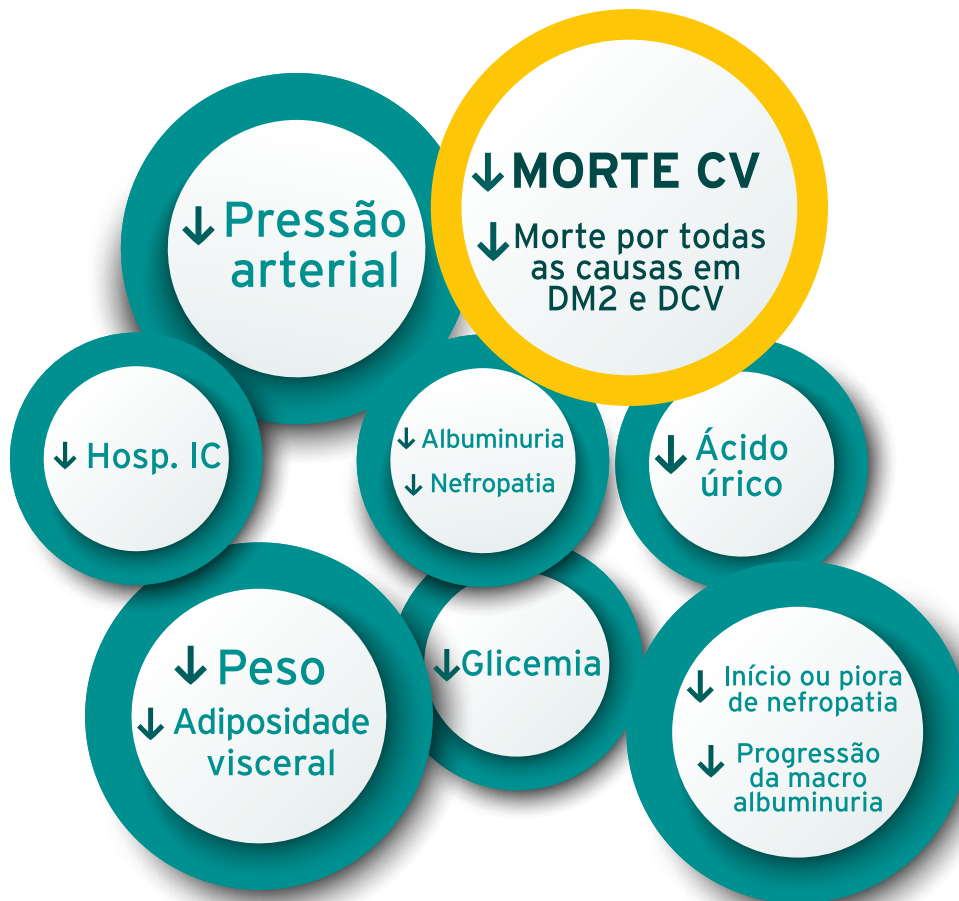 ↓ MORTE CV
↓ Morte por todas
as causas em
DM2 e DCV
↓ Pressão
arterial
↓ Hosp. IC
↓ Albuminuria
↓ Nefropatia
↓ Ácido
úrico
↓ Peso
↓ Adiposidade
visceral
↓ Glicemia
↓ Início ou piora
de nefropatia
↓ Progressão
da macro
albuminuria